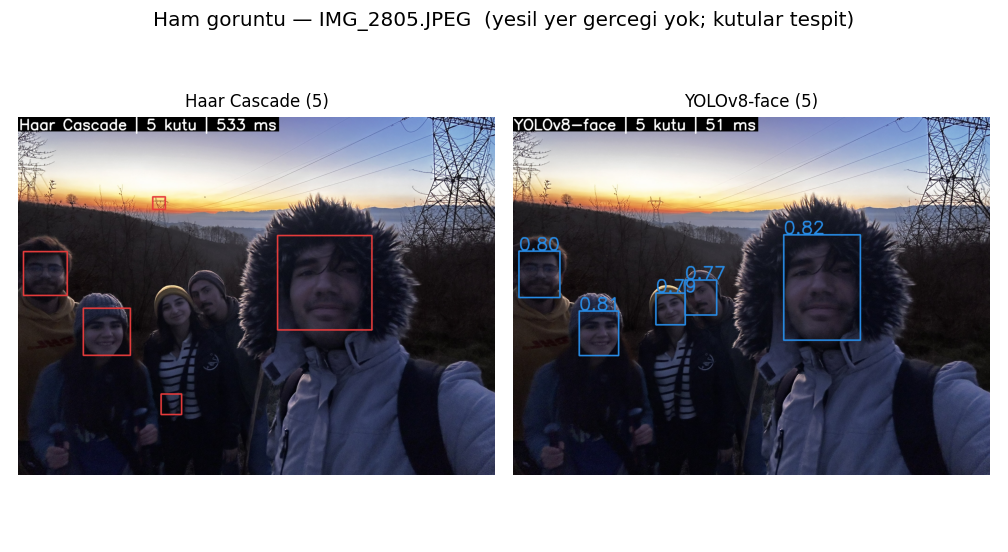 Ham goruntu — IMG_2805.JPEG  (yesil yer gercegi yok; kutular tespit)
Haar Cascade (5)
Haar Cascade | 5 kutu | 533 ms
YOLOv8-face (5)
YOLOv8-face | 5 kutu | 51 ms
0.80
0.81
0.79
0.77
0.82